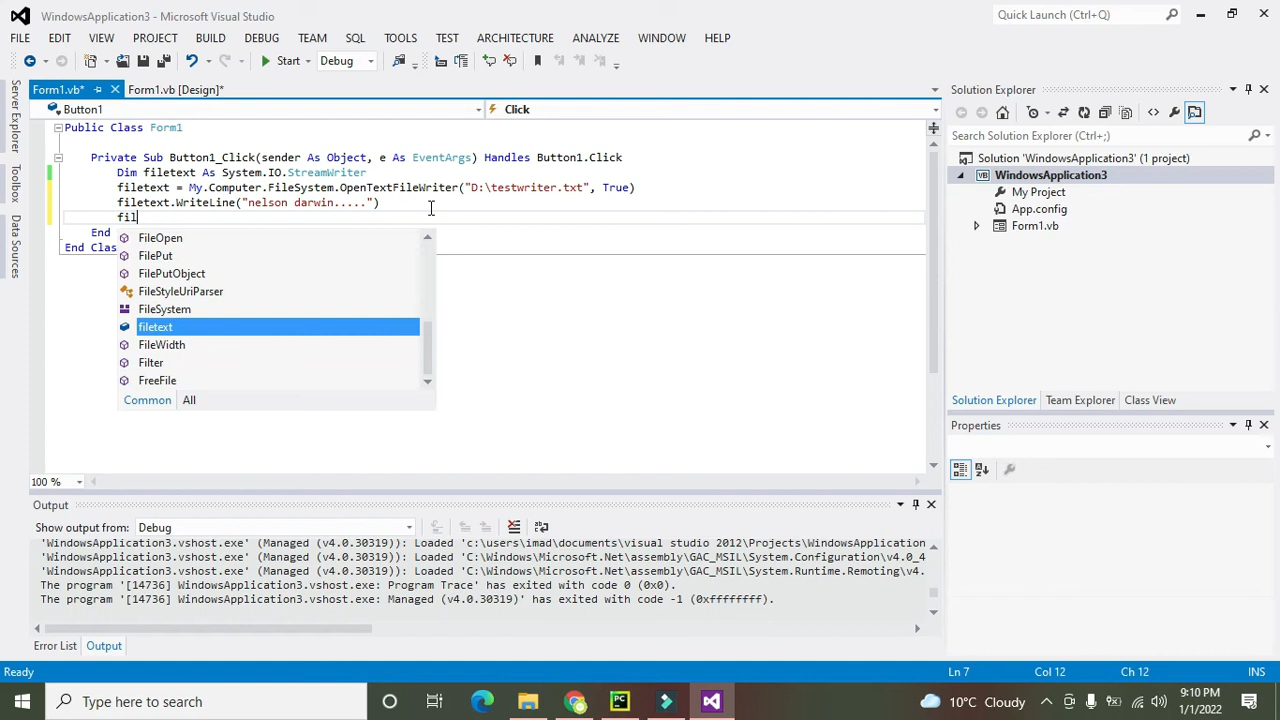 WindowsApplication3 - Microsoft Visual Studio
Quick Launch (Ctrl+Q)
FILE EDIT VIEW PROJECT BUILD DEBUG TEAM SQL TOOLS TEST ARCHITECTURE ANALYZE WINDOW HELP
Start Debug
Form1.vb* Form1.vb [Design]*
Button1 Click
Server Explorer
Toolbox
Data Sources
Public Class Form1
Private Sub Button1_Click(sender As Object, e As EventArgs) Handles Button1.Click
Dim filetext As System.IO.StreamWriter
filetext = My.Computer.FileSystem.OpenTextFileWriter("D:\testwriter.txt", True)
filetext.WriteLine("nelson darwin.....")
fil
End
End Clas
FileOpen
FilePut
FilePutObject
FileStyleUriParser
FileSystem
filetext
FileWidth
Filter
FreeFile
Common All
100 %
Solution Explorer
Search Solution Explorer (Ctrl+;)
Solution 'WindowsApplication3' (1 project)
WindowsApplication3
My Project
App.config
Form1.vb
Solution Explorer Team Explorer Class View
Properties
Output
Show output from: Debug
'WindowsApplication3.vshost.exe' (Managed (v4.0.30319)): Loaded 'c:\users\imad\documents\visual studio 2012\Projects\WindowsApplication
'WindowsApplication3.vshost.exe' (Managed (v4.0.30319)): Loaded 'C:\Windows\Microsoft.Net\assembly\GAC_MSIL\System.Configuration\v4.0_4
'WindowsApplication3.vshost.exe' (Managed (v4.0.30319)): Loaded 'C:\Windows\Microsoft.Net\assembly\GAC_MSIL\System.Runtime.Remoting\v4.
The program '[14736] WindowsApplication3.vshost.exe: Program Trace' has exited with code 0 (0x0).
The program '[14736] WindowsApplication3.vshost.exe: Managed (v4.0.30319)' has exited with code -1 (0xffffffff).
Error List Output
Ready Ln 7 Col 12 Ch 12 INS
Type here to search
10°C Cloudy
9:10 PM
1/1/2022